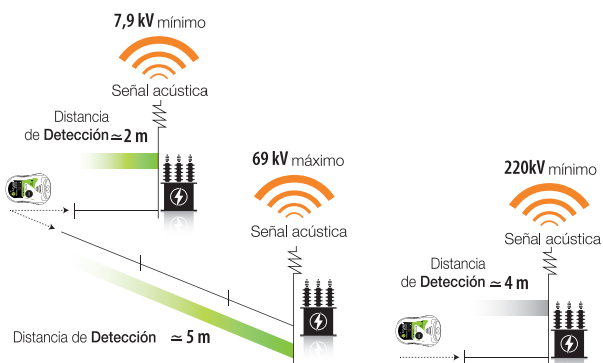 7,9 kV mínimo
Señal acústica
Distancia
de Detección ≃ 2 m
69 kV máximo
Señal acústica
Distancia de Detección ≃ 5 m
220kV mínimo
Señal acústica
Distancia
de Detección ≃ 4 m